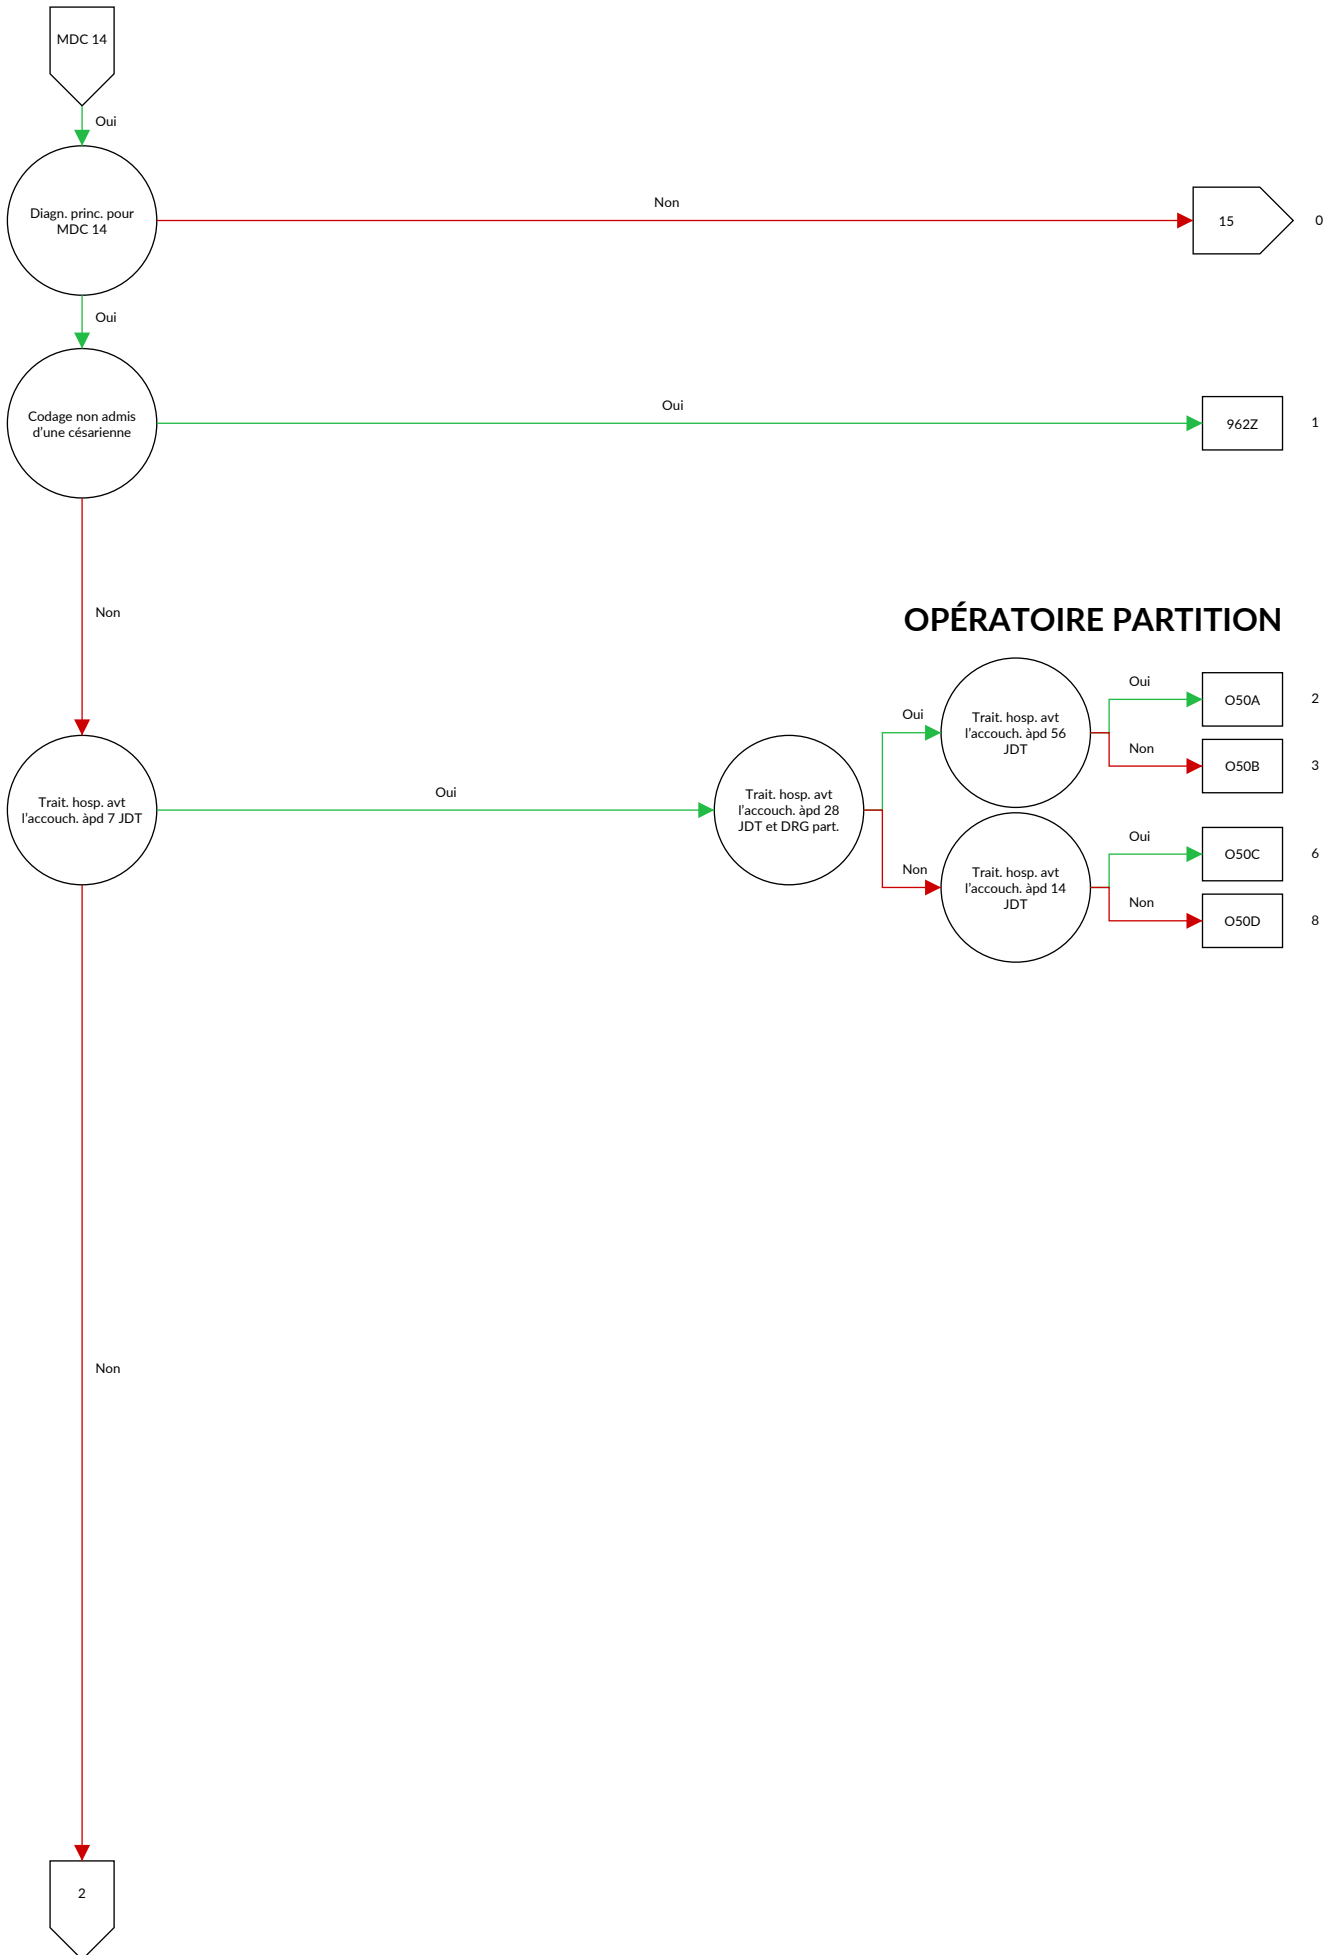 MDC 14
Oui
Diagn. princ. pour
MDC 14
Non
15
0
Oui
Codage non admis
d'une césarienne
Oui
962Z
1
Non
OPÉRATOIRE PARTITION
Trait. hosp. avt
l'accouch. àpd 7 JDT
Oui
Trait. hosp. avt
l'accouch. àpd 28
JDT et DRG part.
Oui
Trait. hosp. avt
l'accouch. àpd 56
JDT
Oui
O50A
2
Non
O50B
3
Non
Trait. hosp. avt
l'accouch. àpd 14
JDT
Oui
O50C
6
Non
O50D
8
Non
2